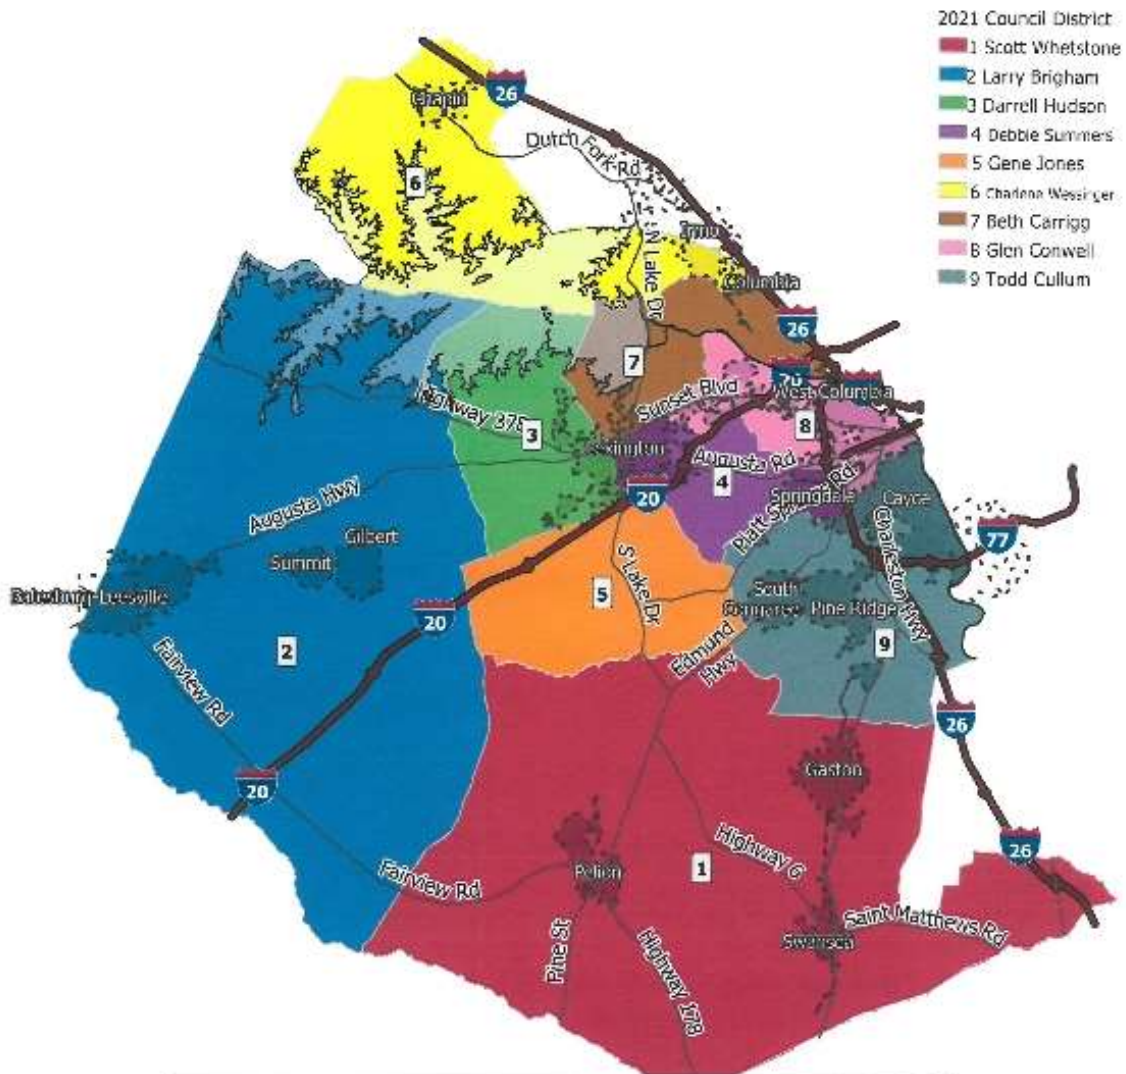 2021 Council District
1 Scott Whetstone
2 Larry Brigham
3 Darrell Hudson
4 Debbie Summers
5 Gene Jones
6 Charlene Wessinger
7 Beth Carrigg
8 Glen Conwell
9 Todd Cullum
26
Chapin
Dutch Fork Rd
6
Irmo
N Lake Dr
Columbia
26
7
20
West Columbia
Sunset Blvd
Highway 378
3
8
Lexington
Augusta Rd
4
20
Springdale
Platt Springs Rd
Cayce
Augusta Hwy
77
Gilbert
Summit
Charleston Hwy
S Lake Dr
5
South Congaree
Pine Ridge
Batesburg-Leesville
20
Edmund Hwy
9
2
Fairview Rd
26
Gaston
20
26
Highway 6
1
Pelion
Fairview Rd
Saint Matthews Rd
Swansea
Pine St
Highway 178